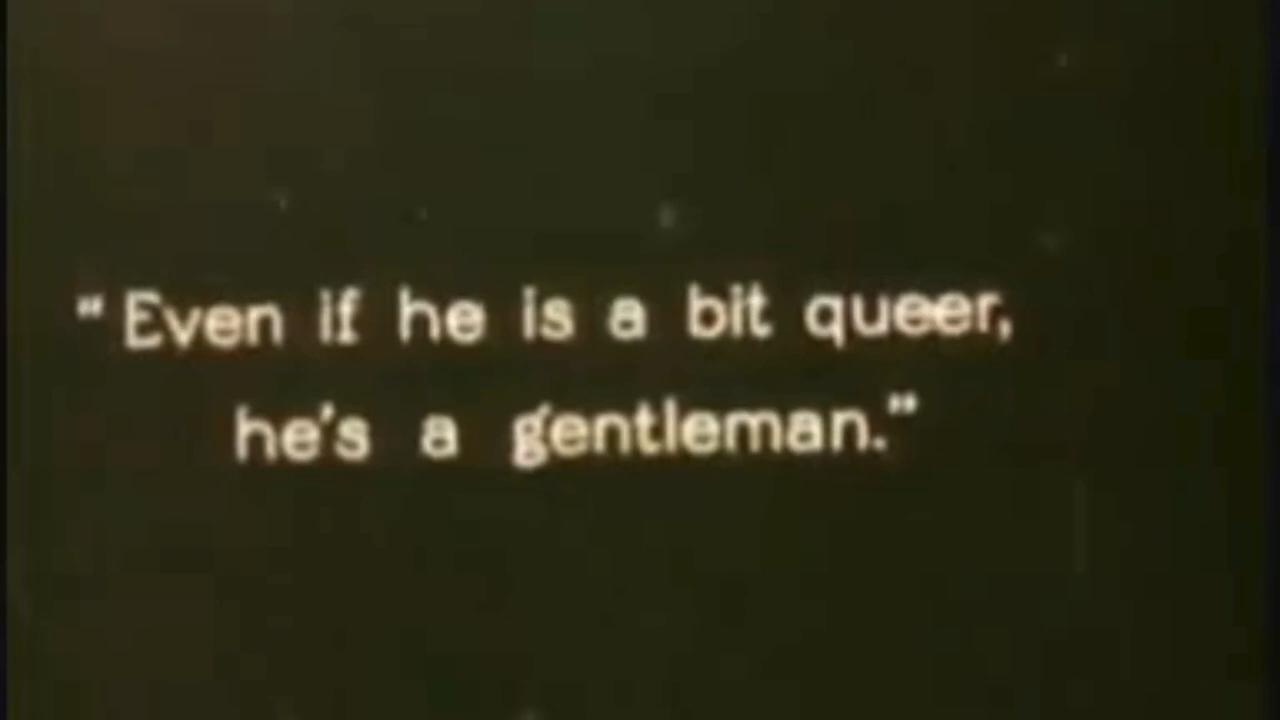 "Even if he is a bit queer,
he's a gentleman."